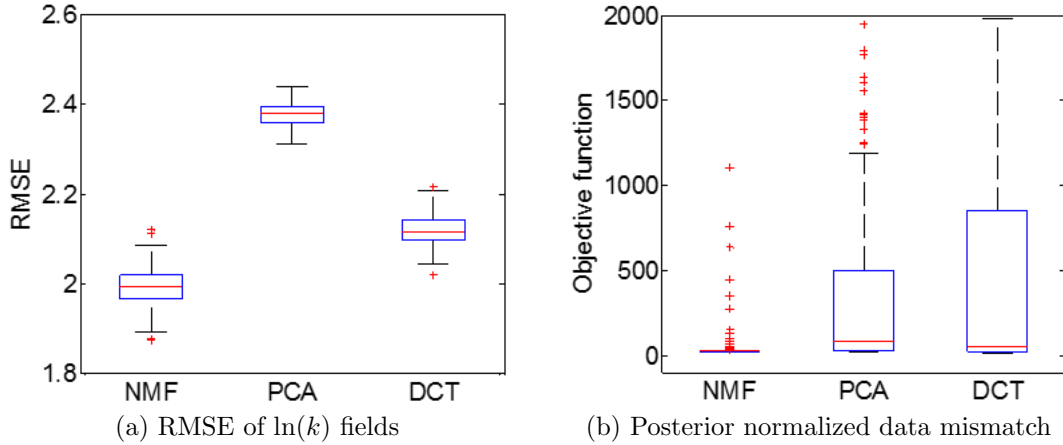 2.6
2.4
2.2
2
1.8
RMSE
NMF PCA DCT
(a) RMSE of ln(k) fields
2000
1500
1000
500
0
Objective function
NMF PCA DCT
(b) Posterior normalized data mismatch